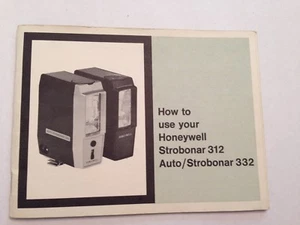 How to
use your
Honeywell
Strobonar 312
Auto/Strobonar 332